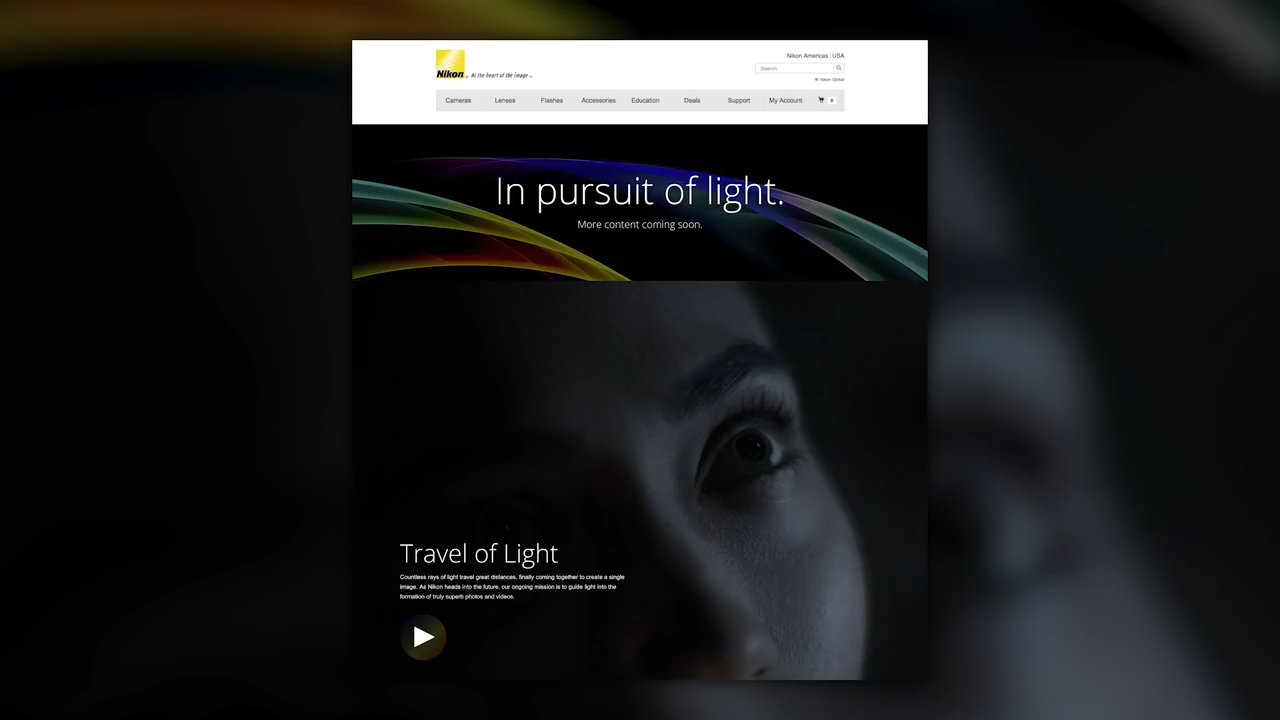 Nikon
At the heart of the image
Nikon Americas | USA
Search
Nikon Global
Cameras Lenses Flashes Accessories Education Deals Support My Account
In pursuit of light.
More content coming soon.
Travel of Light
Countless rays of light travel great distances, finally coming together to create a single
image. As Nikon heads into the future, our ongoing mission is to guide light into the
formation of truly superb photos and videos.